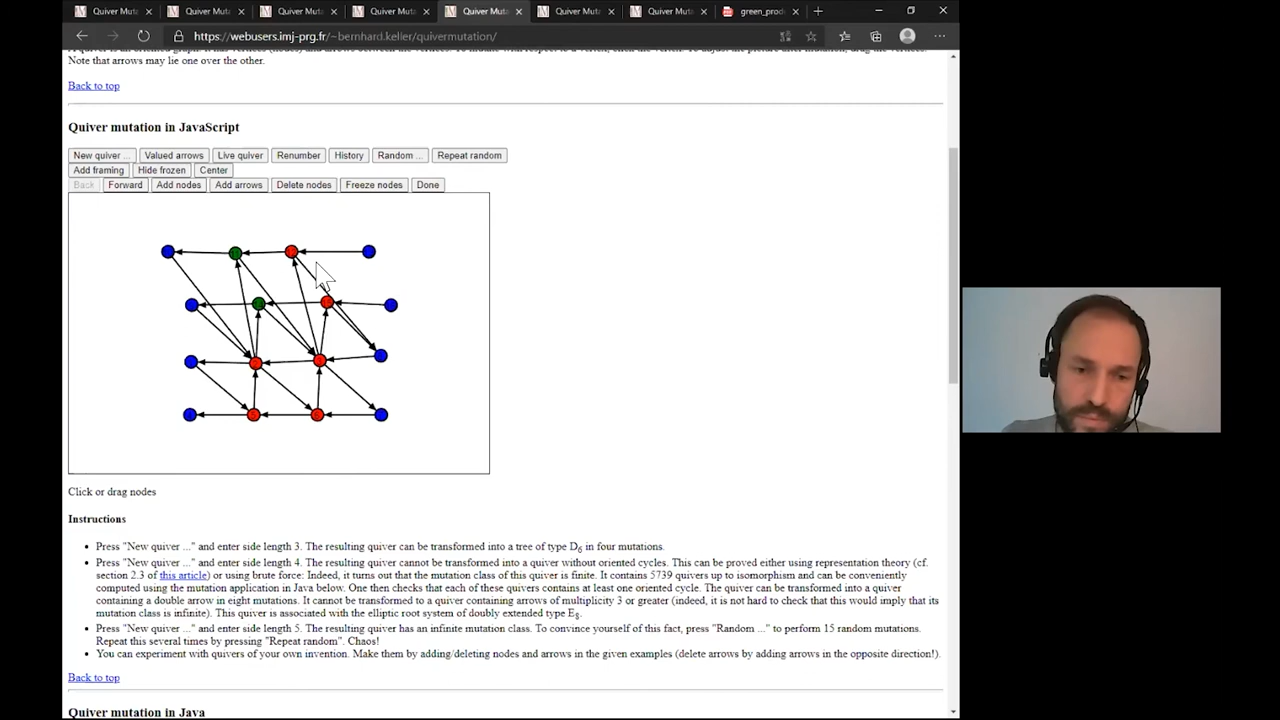 Quiver Muta
Quiver Mut
Quiver Mut
Quiver Mut
Quiver Muta
Quiver Mut
Quiver Mut
green_prod
https://webusers.imj-prg.fr/~bernhard.keller/quivermutation/
Note that arrows may lie one over the other.
Back to top
Quiver mutation in JavaScript
New quiver ... Valued arrows Live quiver Renumber History Random ... Repeat random
Add framing Hide frozen Center
Back Forward Add nodes Add arrows Delete nodes Freeze nodes Done
Click or drag nodes
Instructions
Press "New quiver ..." and enter side length 3. The resulting quiver can be transformed into a tree of type D6 in four mutations.
Press "New quiver ..." and enter side length 4. The resulting quiver cannot be transformed into a quiver without oriented cycles. This can be proved either using representation theory (cf.
section 2.3 of this article) or using brute force: Indeed, it turns out that the mutation class of this quiver is finite. It contains 5739 quivers up to isomorphism and can be conveniently
computed using the mutation application in Java below. One then checks that each of these quivers contains at least one oriented cycle. The quiver can be transformed into a quiver
containing a double arrow in eight mutations. It cannot be transformed to a quiver containing arrows of multiplicity 3 or greater (indeed, it is not hard to check that this would imply that its
mutation class is infinite). This quiver is associated with the elliptic root system of doubly extended type E8.
Press "New quiver ..." and enter side length 5. The resulting quiver has an infinite mutation class. To convince yourself of this fact, press "Random ..." to perform 15 random mutations.
Repeat this several times by pressing "Repeat random". Chaos!
You can experiment with quivers of your own invention. Make them by adding/deleting nodes and arrows in the given examples (delete arrows by adding arrows in the opposite direction!).
Back to top
Quiver mutation in Java